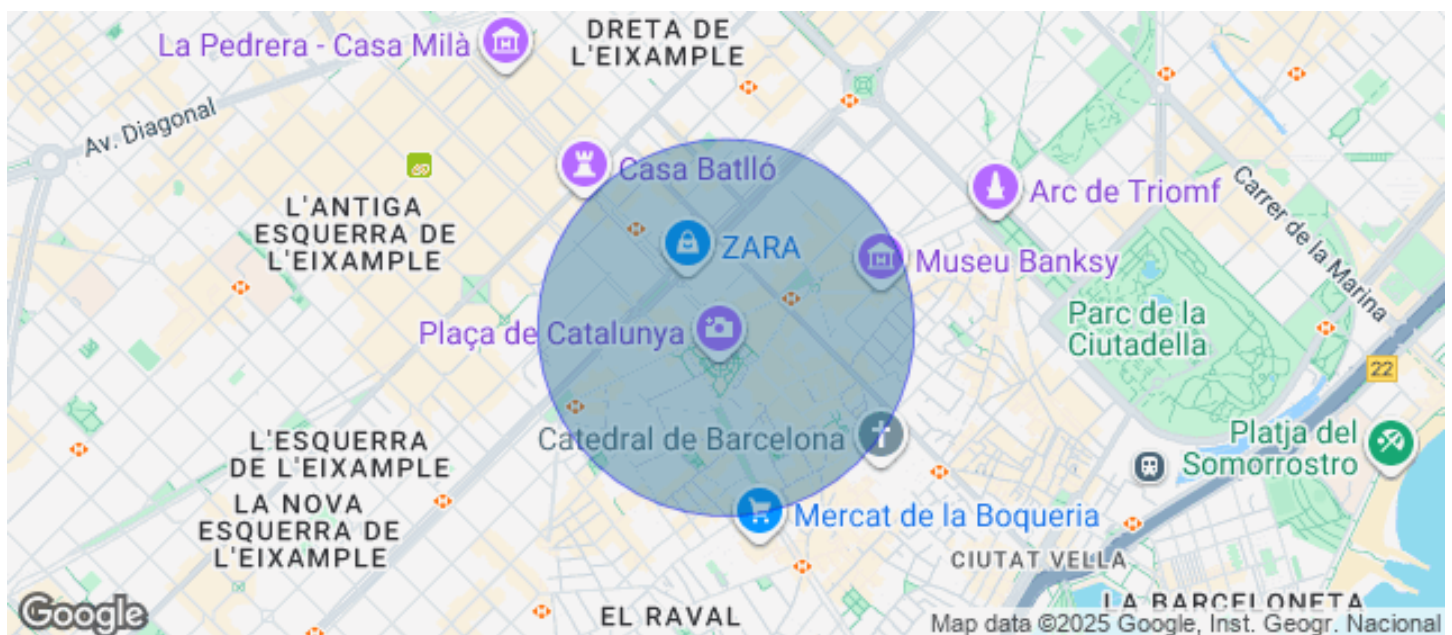 La Pedrera - Casa Milà
DRETA DE
L'EIXAMPLE
Av. Diagonal
Casa Batlló
Arc de Triomf
Carrer de la Marina
L'ANTIGA
ESQUERRA DE
L'EIXAMPLE
ZARA
Museu Banksy
Plaça de Catalunya
Parc de la
Ciutadella
22
L'ESQUERRA
DE L'EIXAMPLE
Catedral de Barcelona
Platja del
Somorrostro
LA NOVA
ESQUERRA DE
L'EIXAMPLE
Mercat de la Boqueria
CIUTAT VELLA
EL RAVAL
LA BARCELONETA
Google
Map data ©2025 Google, Inst. Geogr. Nacional